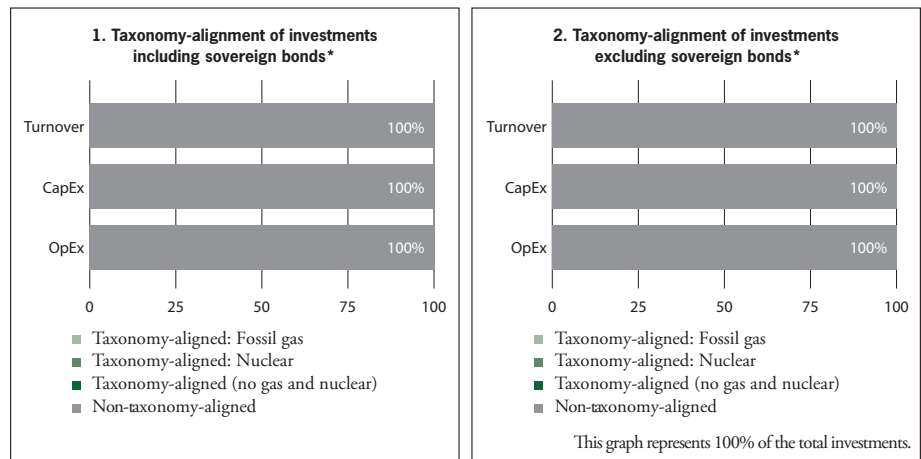 1. Taxonomy-alignment of investments
including sovereign bonds*
Turnover 100%
CapEx 100%
OpEx 100%
0 25 50 75 100
Taxonomy-aligned: Fossil gas
Taxonomy-aligned: Nuclear
Taxonomy-aligned (no gas and nuclear)
Non-taxonomy-aligned
2. Taxonomy-alignment of investments
excluding sovereign bonds*
Turnover 100%
CapEx 100%
OpEx 100%
0 25 50 75 100
Taxonomy-aligned: Fossil gas
Taxonomy-aligned: Nuclear
Taxonomy-aligned (no gas and nuclear)
Non-taxonomy-aligned
This graph represents 100% of the total investments.